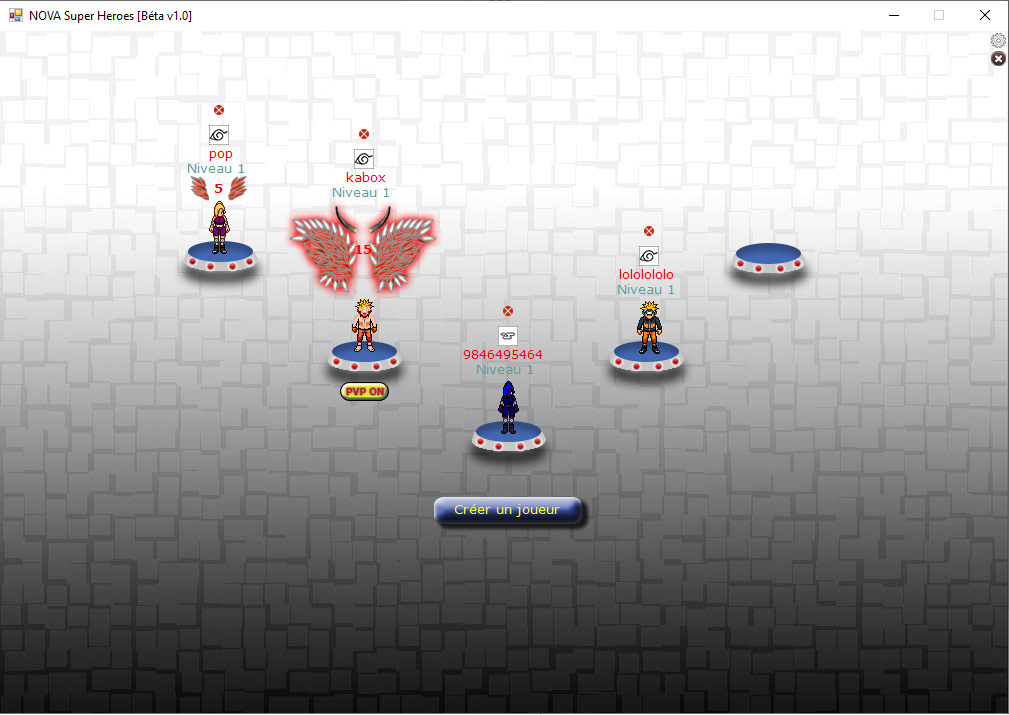 NOVA Super Heroes [Béta v1.0]
pop
Niveau 1
5
kabox
Niveau 1
15
PVP ON
9846495464
Niveau 1
lololololo
Niveau 1
Créer un joueur